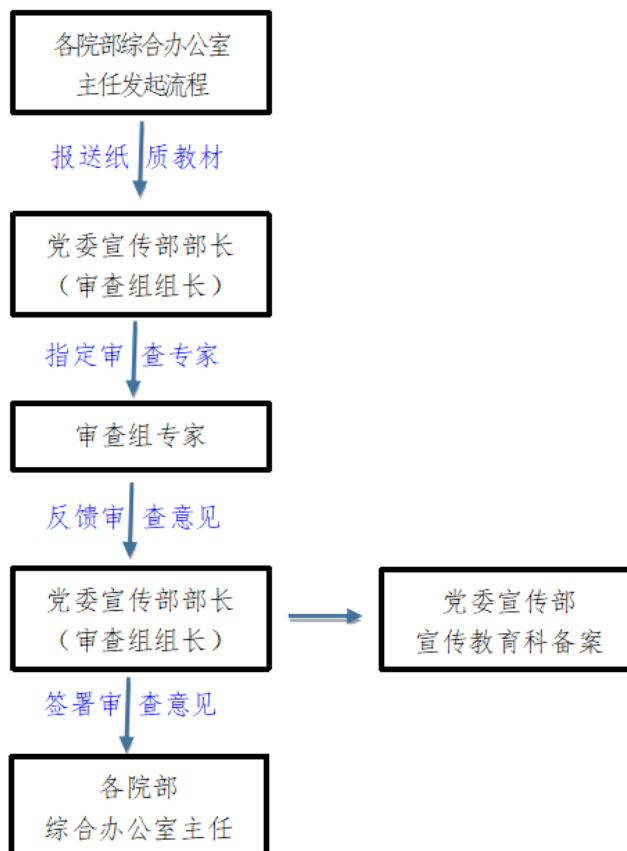 各院部综合办公室
主任发起流程
报送纸 质教材
党委宣传部部长
（审查组组长）
指定审 查专家
审查组专家
反馈审 查意见
党委宣传部部长
（审查组组长）
党委宣传部
宣传教育科备案
签署审 查意见
各院部
综合办公室主任